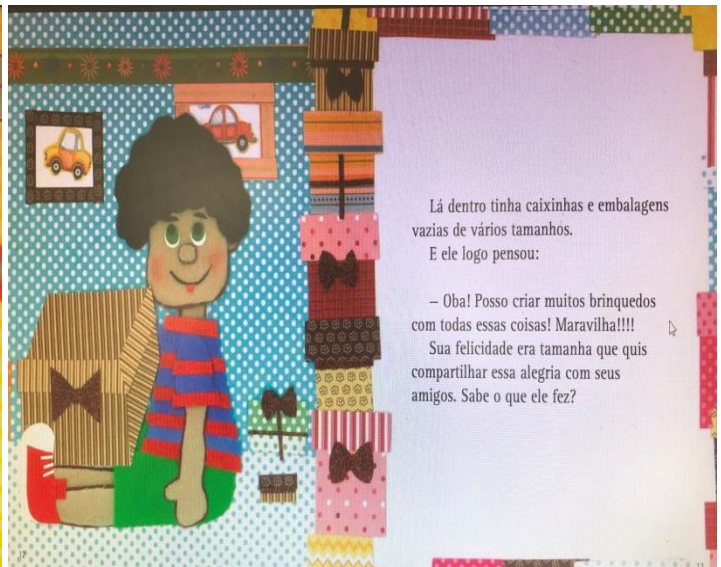 Lá dentro tinha caixinhas e embalagens
vazias de vários tamanhos.
E ele logo pensou:
– Oba! Posso criar muitos brinquedos
com todas essas coisas! Maravilha!!!!
Sua felicidade era tamanha que quis
compartilhar essa alegria com seus
amigos. Sabe o que ele fez?
12